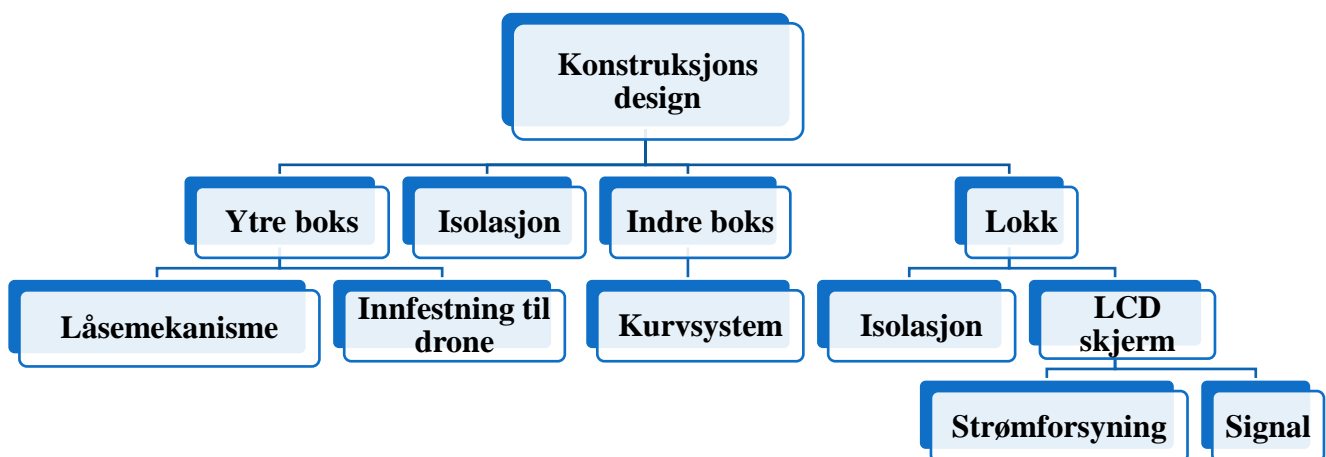 Konstruksjons
design
Ytre boks
Isolasjon
Indre boks
Lokk
Låsemekanisme
Innfestning til
drone
Kurvsystem
Isolasjon
LCD
skjerm
Strømforsyning
Signal